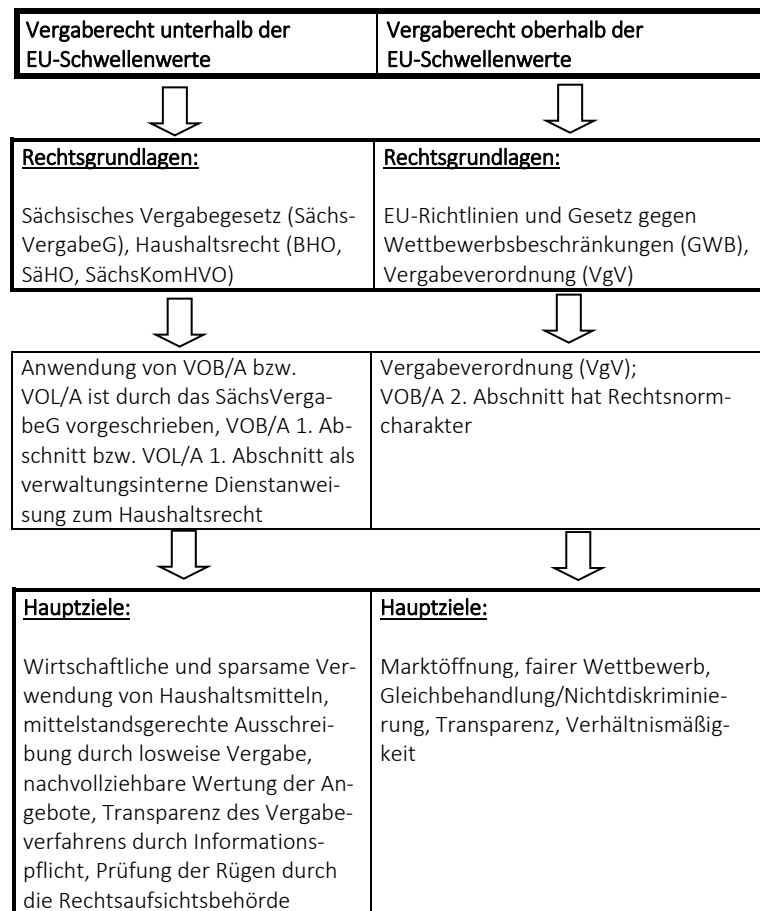 Vergaberecht unterhalb der
EU-Schwellenwerte
Vergaberecht oberhalb der
EU-Schwellenwerte
Rechtsgrundlagen:
Sächsisches Vergabegesetz (Sächs-
VergabeG), Haushaltsrecht (BHO,
SäHO, SächsKomHVO)
Rechtsgrundlagen:
EU-Richtlinien und Gesetz gegen
Wettbewerbsbeschränkungen (GWB),
Vergabeverordnung (VgV)
Anwendung von VOB/A bzw.
VOL/A ist durch das SächsVerga-
beG vorgeschrieben, VOB/A 1. Ab-
schnitt bzw. VOL/A 1. Abschnitt als
verwaltungsinterne Dienstanwei-
sung zum Haushaltsrecht
Vergabeverordnung (VgV);
VOB/A 2. Abschnitt hat Rechtsnorm-
charakter
Hauptziele:
Wirtschaftliche und sparsame Ver-
wendung von Haushaltsmitteln,
mittelstandsgerechte Ausschrei-
bung durch losweise Vergabe,
nachvollziehbare Wertung der An-
gebote, Transparenz des Vergabe-
verfahrens durch Informations-
pflicht, Prüfung der Rügen durch
die Rechtsaufsichtsbehörde
Hauptziele:
Marktöffnung, fairer Wettbewerb,
Gleichbehandlung/Nichtdiskriminie-
rung, Transparenz, Verhältnismäßig-
keit